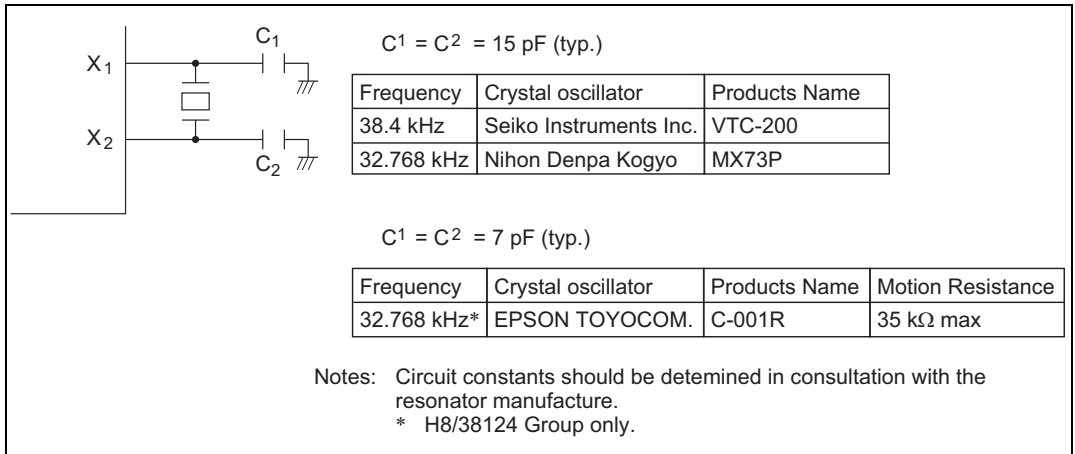 C1
X1
X2
C2
C1 = C2 = 15 pF (typ.)
Frequency Crystal oscillator Products Name
38.4 kHz Seiko Instruments Inc. VTC-200
32.768 kHz Nihon Denpa Kogyo MX73P
C1 = C2 = 7 pF (typ.)
Frequency Crystal oscillator Products Name Motion Resistance
32.768 kHz* EPSON TOYOCOM. C-001R 35 kΩ max
Notes: Circuit constants should be detemined in consultation with the
resonator manufacture.
* H8/38124 Group only.